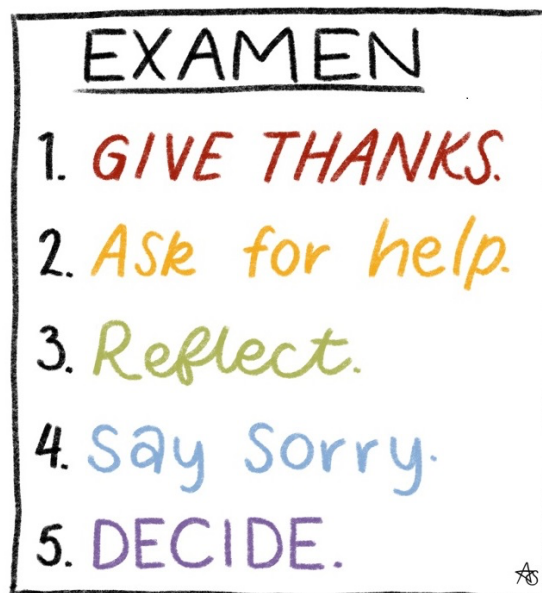 EXAMEN
1. GIVE THANKS.
2. Ask for help.
3. Reflect.
4. Say Sorry.
5. DECIDE.